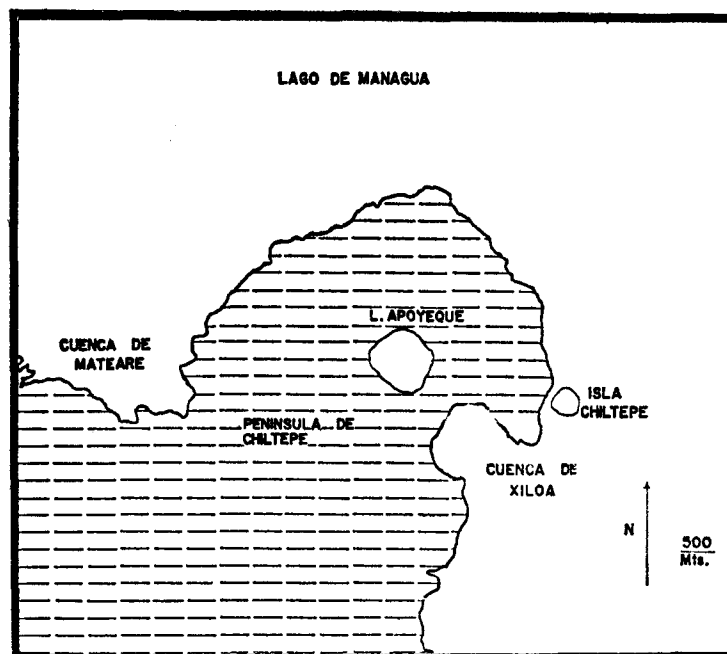 LAGO DE MANAGUA
L. APOYEQUE
CUENCA DE
MATEARE
ISLA
CHILTEPE
PENINSULA DE
CHILTEPE
CUENCA DE
XILOA
N
500
Mts.